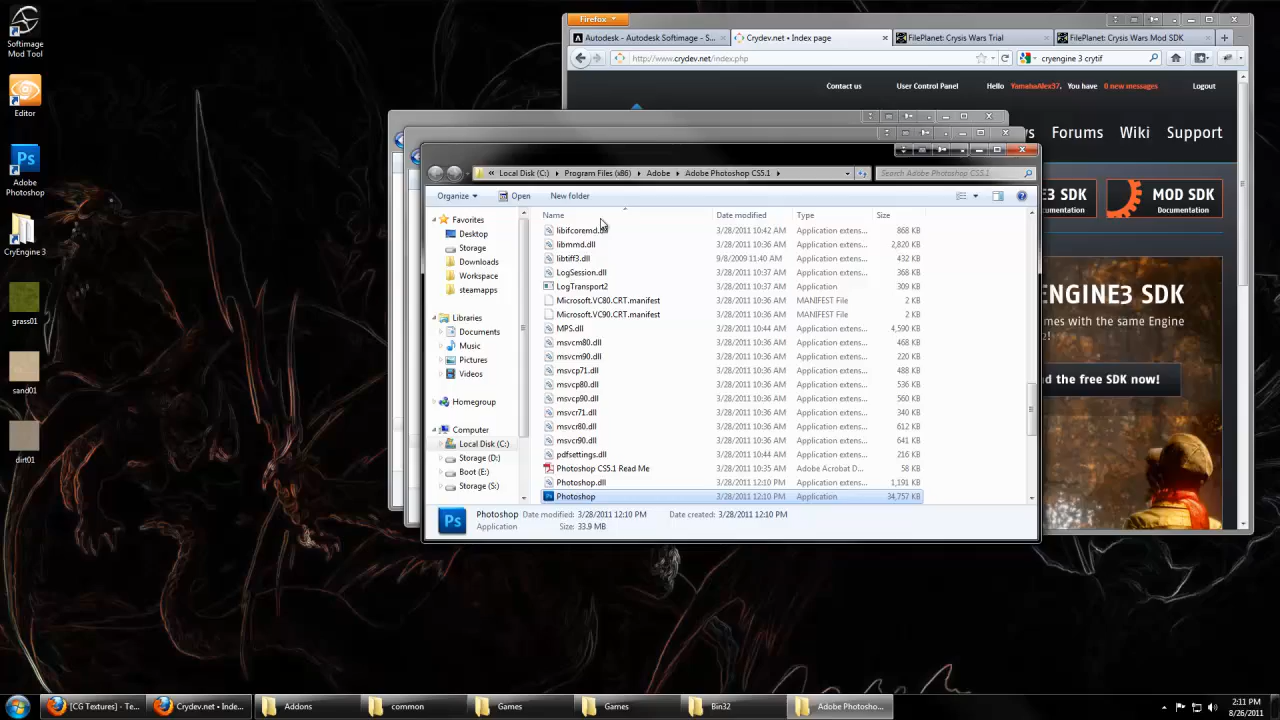 Softimage
Mod Tool
Editor
Adobe
Photoshop
CryEngine 3
grass01
sand01
dirt01
Firefox
Autodesk - Autodesk Softimage - S...
Crydev.net • Index page
FilePlanet: Crysis Wars Trial
FilePlanet: Crysis Wars Mod SDK
http://www.crydev.net/index.php
cryengine 3 crytif
Contact us
User Control Panel
Hello YamahaAlex37, You have 0 new messages
Logout
Forums
Wiki
Support
SDK
MOD SDK
Documentation
ENGINE3 SDK
mes with the same Engine
d the free SDK now!
« Local Disk (C:) Program Files (x86) Adobe Adobe Photoshop CS5.1
Search Adobe Photoshop CS5.1
Organize
Open
New folder
Favorites
Desktop
Storage
Downloads
Workspace
steamapps
Libraries
Documents
Music
Pictures
Videos
Homegroup
Computer
Local Disk (C:)
Storage (D:)
Boot (E:)
Storage (S:)
Name Date modified Type Size
libifcoremd.dll 3/28/2011 10:42 AM Application extens... 868 KB
libmmd.dll 3/28/2011 10:36 AM Application extens... 2,820 KB
libtiff3.dll 9/8/2009 11:40 AM Application extens... 432 KB
LogSession.dll 3/28/2011 10:37 AM Application extens... 368 KB
LogTransport2 3/28/2011 10:37 AM Application 309 KB
Microsoft.VC80.CRT.manifest 3/28/2011 10:36 AM MANIFEST File 2 KB
Microsoft.VC90.CRT.manifest 3/28/2011 10:36 AM MANIFEST File 2 KB
MPS.dll 3/28/2011 10:44 AM Application extens... 4,590 KB
msvcm80.dll 3/28/2011 10:36 AM Application extens... 468 KB
msvcm90.dll 3/28/2011 10:36 AM Application extens... 220 KB
msvcp71.dll 3/28/2011 10:36 AM Application extens... 488 KB
msvcp80.dll 3/28/2011 10:36 AM Application extens... 536 KB
msvcp90.dll 3/28/2011 10:36 AM Application extens... 560 KB
msvcr71.dll 3/28/2011 10:36 AM Application extens... 340 KB
msvcr80.dll 3/28/2011 10:36 AM Application extens... 612 KB
msvcr90.dll 3/28/2011 10:36 AM Application extens... 641 KB
pdfsettings.dll 3/28/2011 10:44 AM Application extens... 216 KB
Photoshop CS5.1 Read Me 3/28/2011 10:35 AM Adobe Acrobat D... 58 KB
Photoshop.dll 3/28/2011 12:10 PM Application extens... 1,191 KB
Photoshop 3/28/2011 12:10 PM Application 34,757 KB
Ps
Photoshop Date modified: 3/28/2011 12:10 PM Date created: 3/28/2011 12:10 PM
Application Size: 33.9 MB
[CG Textures] - Te...
Crydev.net • Inde...
Addons
common
Games
Games
Bin32
Adobe Photosho...
2:11 PM
8/26/2011